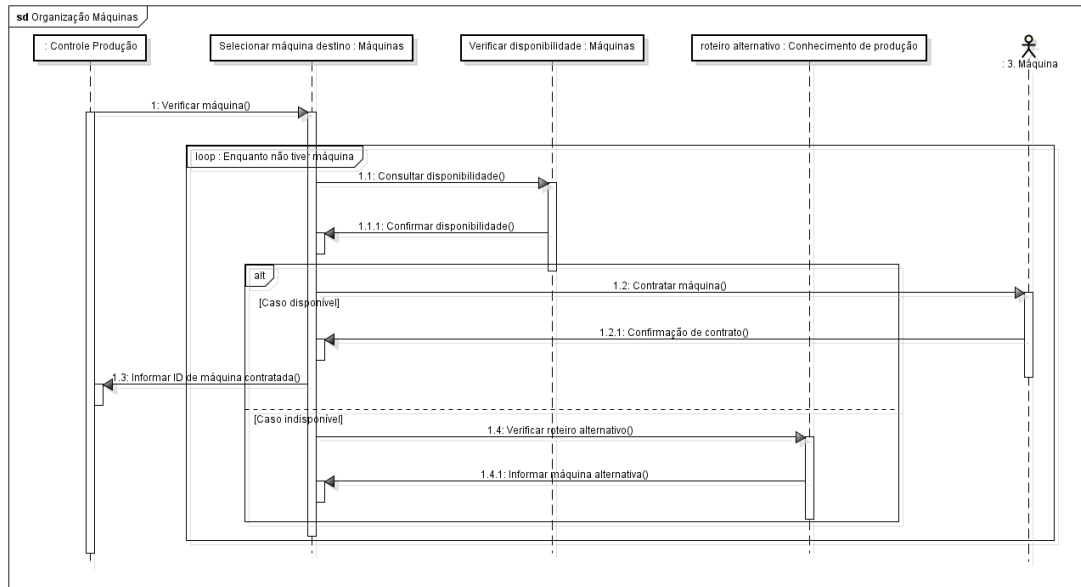 sd Organização Máquinas
: Controle Produção
Selecionar máquina destino : Máquinas
Verificar disponibilidade : Máquinas
roteiro alternativo : Conhecimento de produção
: 3. Máquina
1: Verificar máquina()
loop : Enquanto não tiver máquina
1.1: Consultar disponibilidade()
1.1.1: Confirmar disponibilidade()
alt
1.2: Contratar máquina()
[Caso disponível]
1.2.1: Confirmação de contrato()
1.3: Informar ID de máquina contratada()
[Caso indisponível]
1.4: Verificar roteiro alternativo()
1.4.1: Informar máquina alternativa()